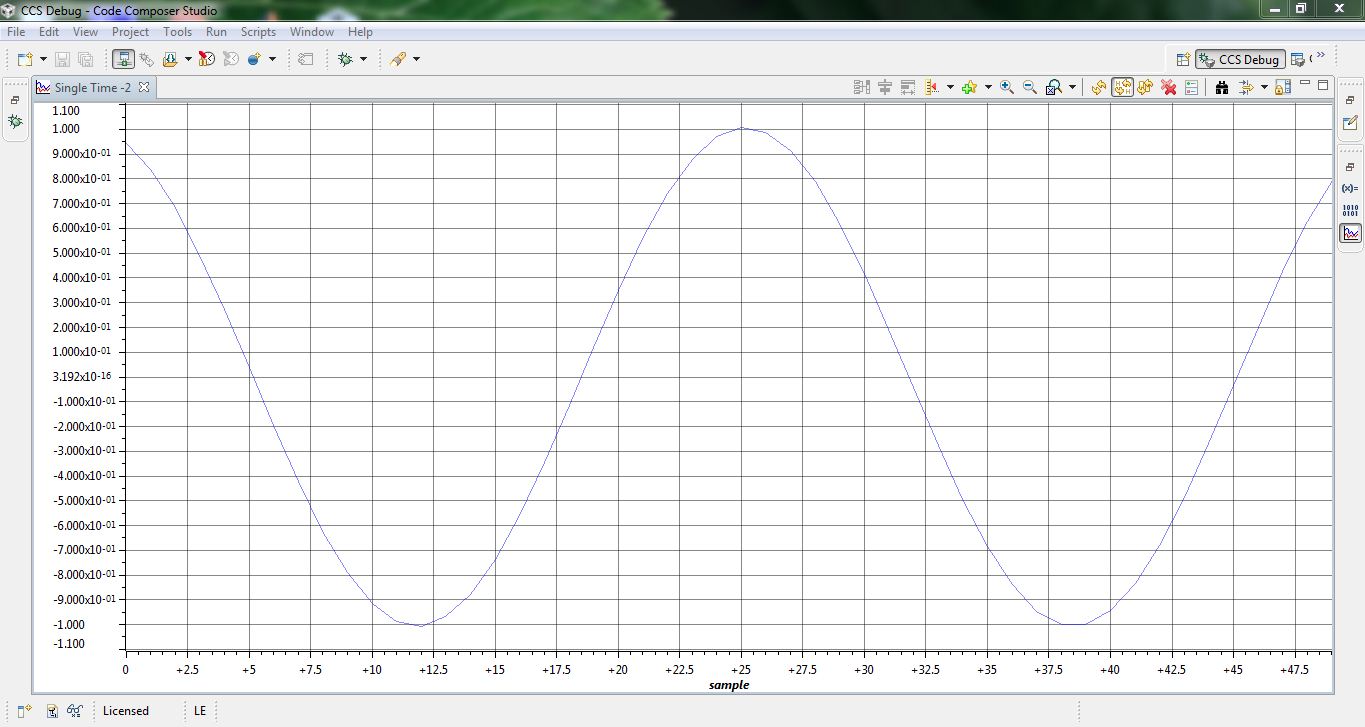 CCS Debug - Code Composer Studio
File Edit View Project Tools Run Scripts Window Help
CCS Debug
Single Time -2
1.100
1.000
9.000x10-01
8.000x10-01
7.000x10-01
6.000x10-01
5.000x10-01
4.000x10-01
3.000x10-01
2.000x10-01
1.000x10-01
3.192x10-16
-1.000x10-01
-2.000x10-01
-3.000x10-01
-4.000x10-01
-5.000x10-01
-6.000x10-01
-7.000x10-01
-8.000x10-01
-9.000x10-01
-1.000
-1.100
0 +2.5 +5 +7.5 +10 +12.5 +15 +17.5 +20 +22.5 +25 +27.5 +30 +32.5 +35 +37.5 +40 +42.5 +45 +47.5
sample
(x)=
1010
0101
Licensed LE